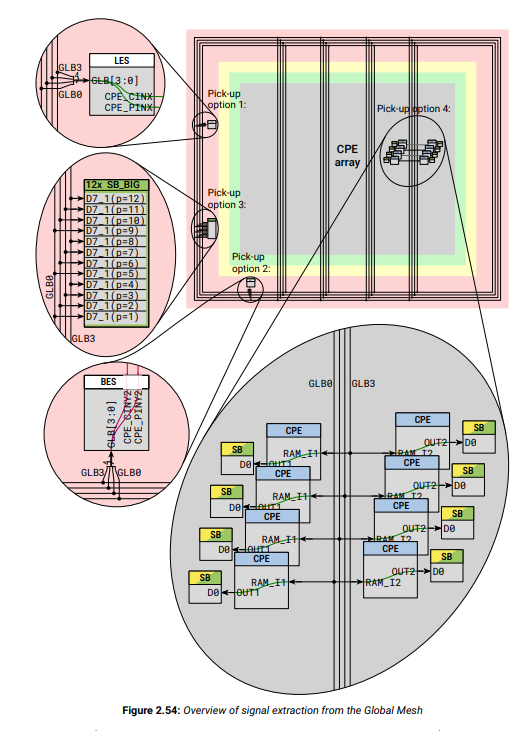 LES
GLB3
4
GLB[3:0]
GLB0
CPE_CINX
CPE_PINX
Pick-up
option 1:
Pick-up option 4:
CPE
array
12x SB_BIG
D7_1(p=12)
D7_1(p=11)
D7_1(p=10)
D7_1(p=9)
D7_1(p=8)
D7_1(p=7)
D7_1(p=6)
D7_1(p=5)
D7_1(p=4)
D7_1(p=3)
D7_1(p=2)
D7_1(p=1)
GLB0
GLB3
Pick-up
option 3:
Pick-up
option 2:
BES
GLB[3:0]
CPE_CINY2
CPE_PINY2
4
GLB3
GLB0
GLB0
GLB3
CPE
RAM_I1
OUT1
SB
D0
CPE
OUT2
RAM_I2
SB
D0
CPE
RAM_I1
OUT1
SB
D0
CPE
OUT2
RAM_I2
SB
D0
CPE
RAM_I1
OUT1
SB
D0
CPE
OUT2
RAM_I2
SB
D0
CPE
RAM_I1
OUT1
SB
D0
CPE
OUT2
RAM_I2
SB
D0
Figure 2.54: Overview of signal extraction from the Global Mesh